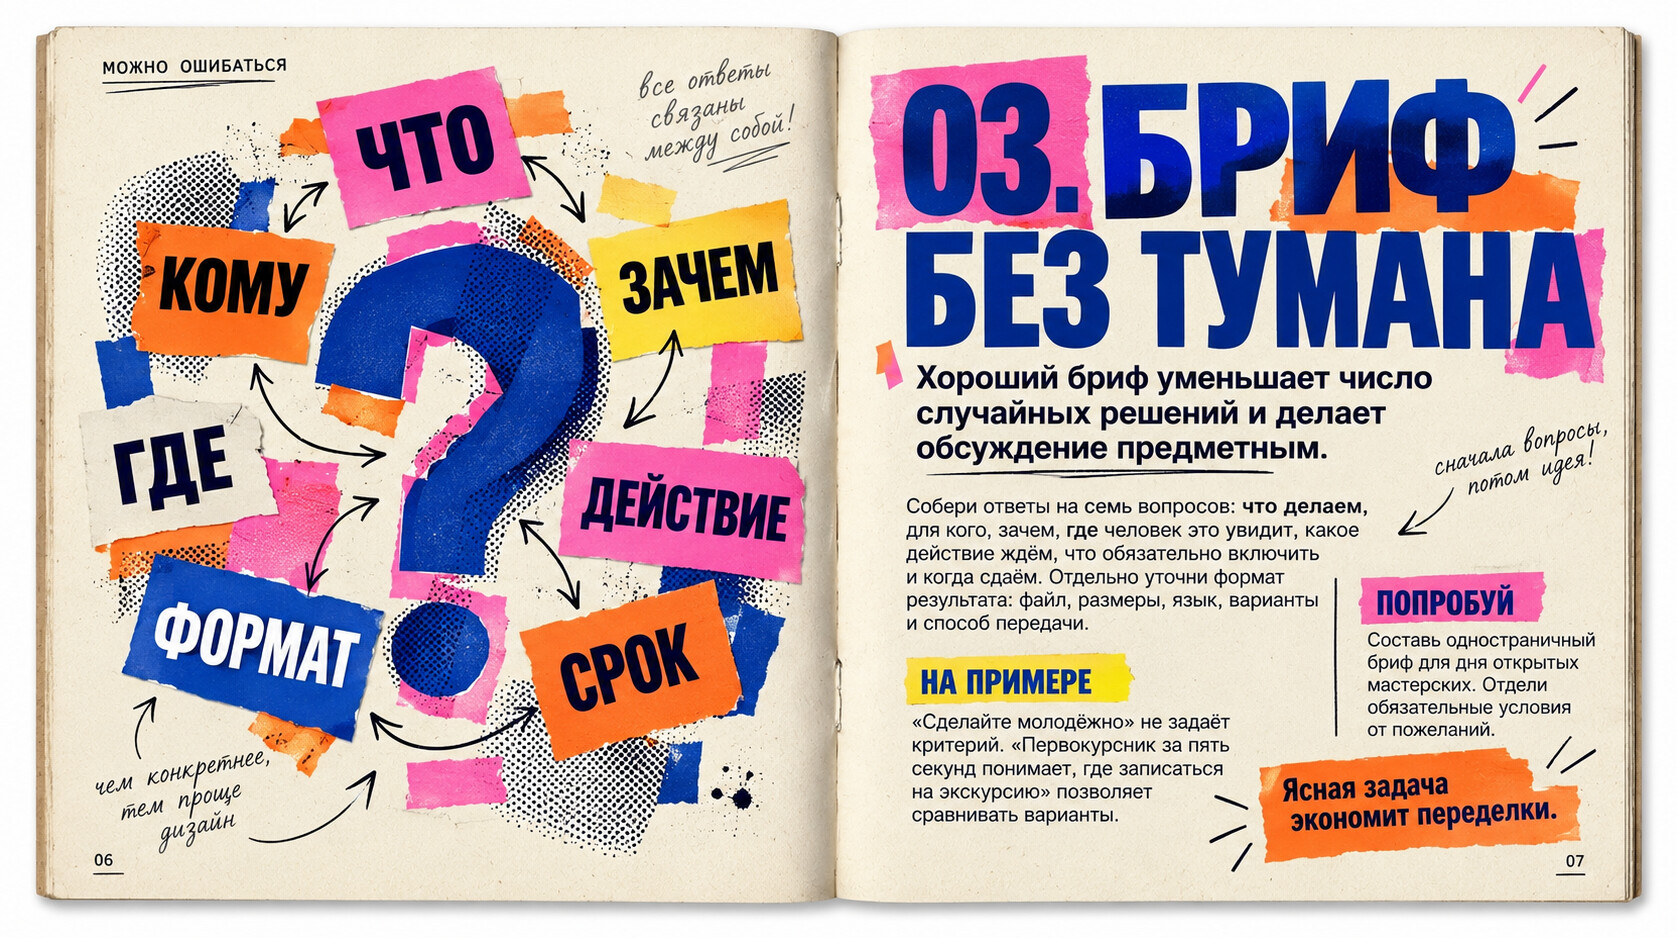 МОЖНО ОШИБАТЬСЯ
все ответы
связаны
между собой!
ЧТО
КОМУ
ЗАЧЕМ
ГДЕ
ДЕЙСТВИЕ
ФОРМАТ
СРОК
?
чем конкретнее,
тем проще
дизайн
06
03. БРИФ
БЕЗ ТУМАНА
Хороший бриф уменьшает число
случайных решений и делает
обсуждение предметным.
сначала вопросы,
потом идея!
Собери ответы на семь вопросов: что делаем,
для кого, зачем, где человек это увидит, какое
действие ждём, что обязательно включить
и когда сдаём. Отдельно уточни формат
результата: файл, размеры, язык, варианты
и способ передачи.
НА ПРИМЕРЕ
«Сделайте молодёжно» не задаёт
критерий. «Первокурсник за пять
секунд понимает, где записаться
на экскурсию» позволяет
сравнивать варианты.
ПОПРОБУЙ
Составь одностраничный
бриф для дня открытых
мастерских. Отдели
обязательные условия
от пожеланий.
Ясная задача
экономит переделки.
07